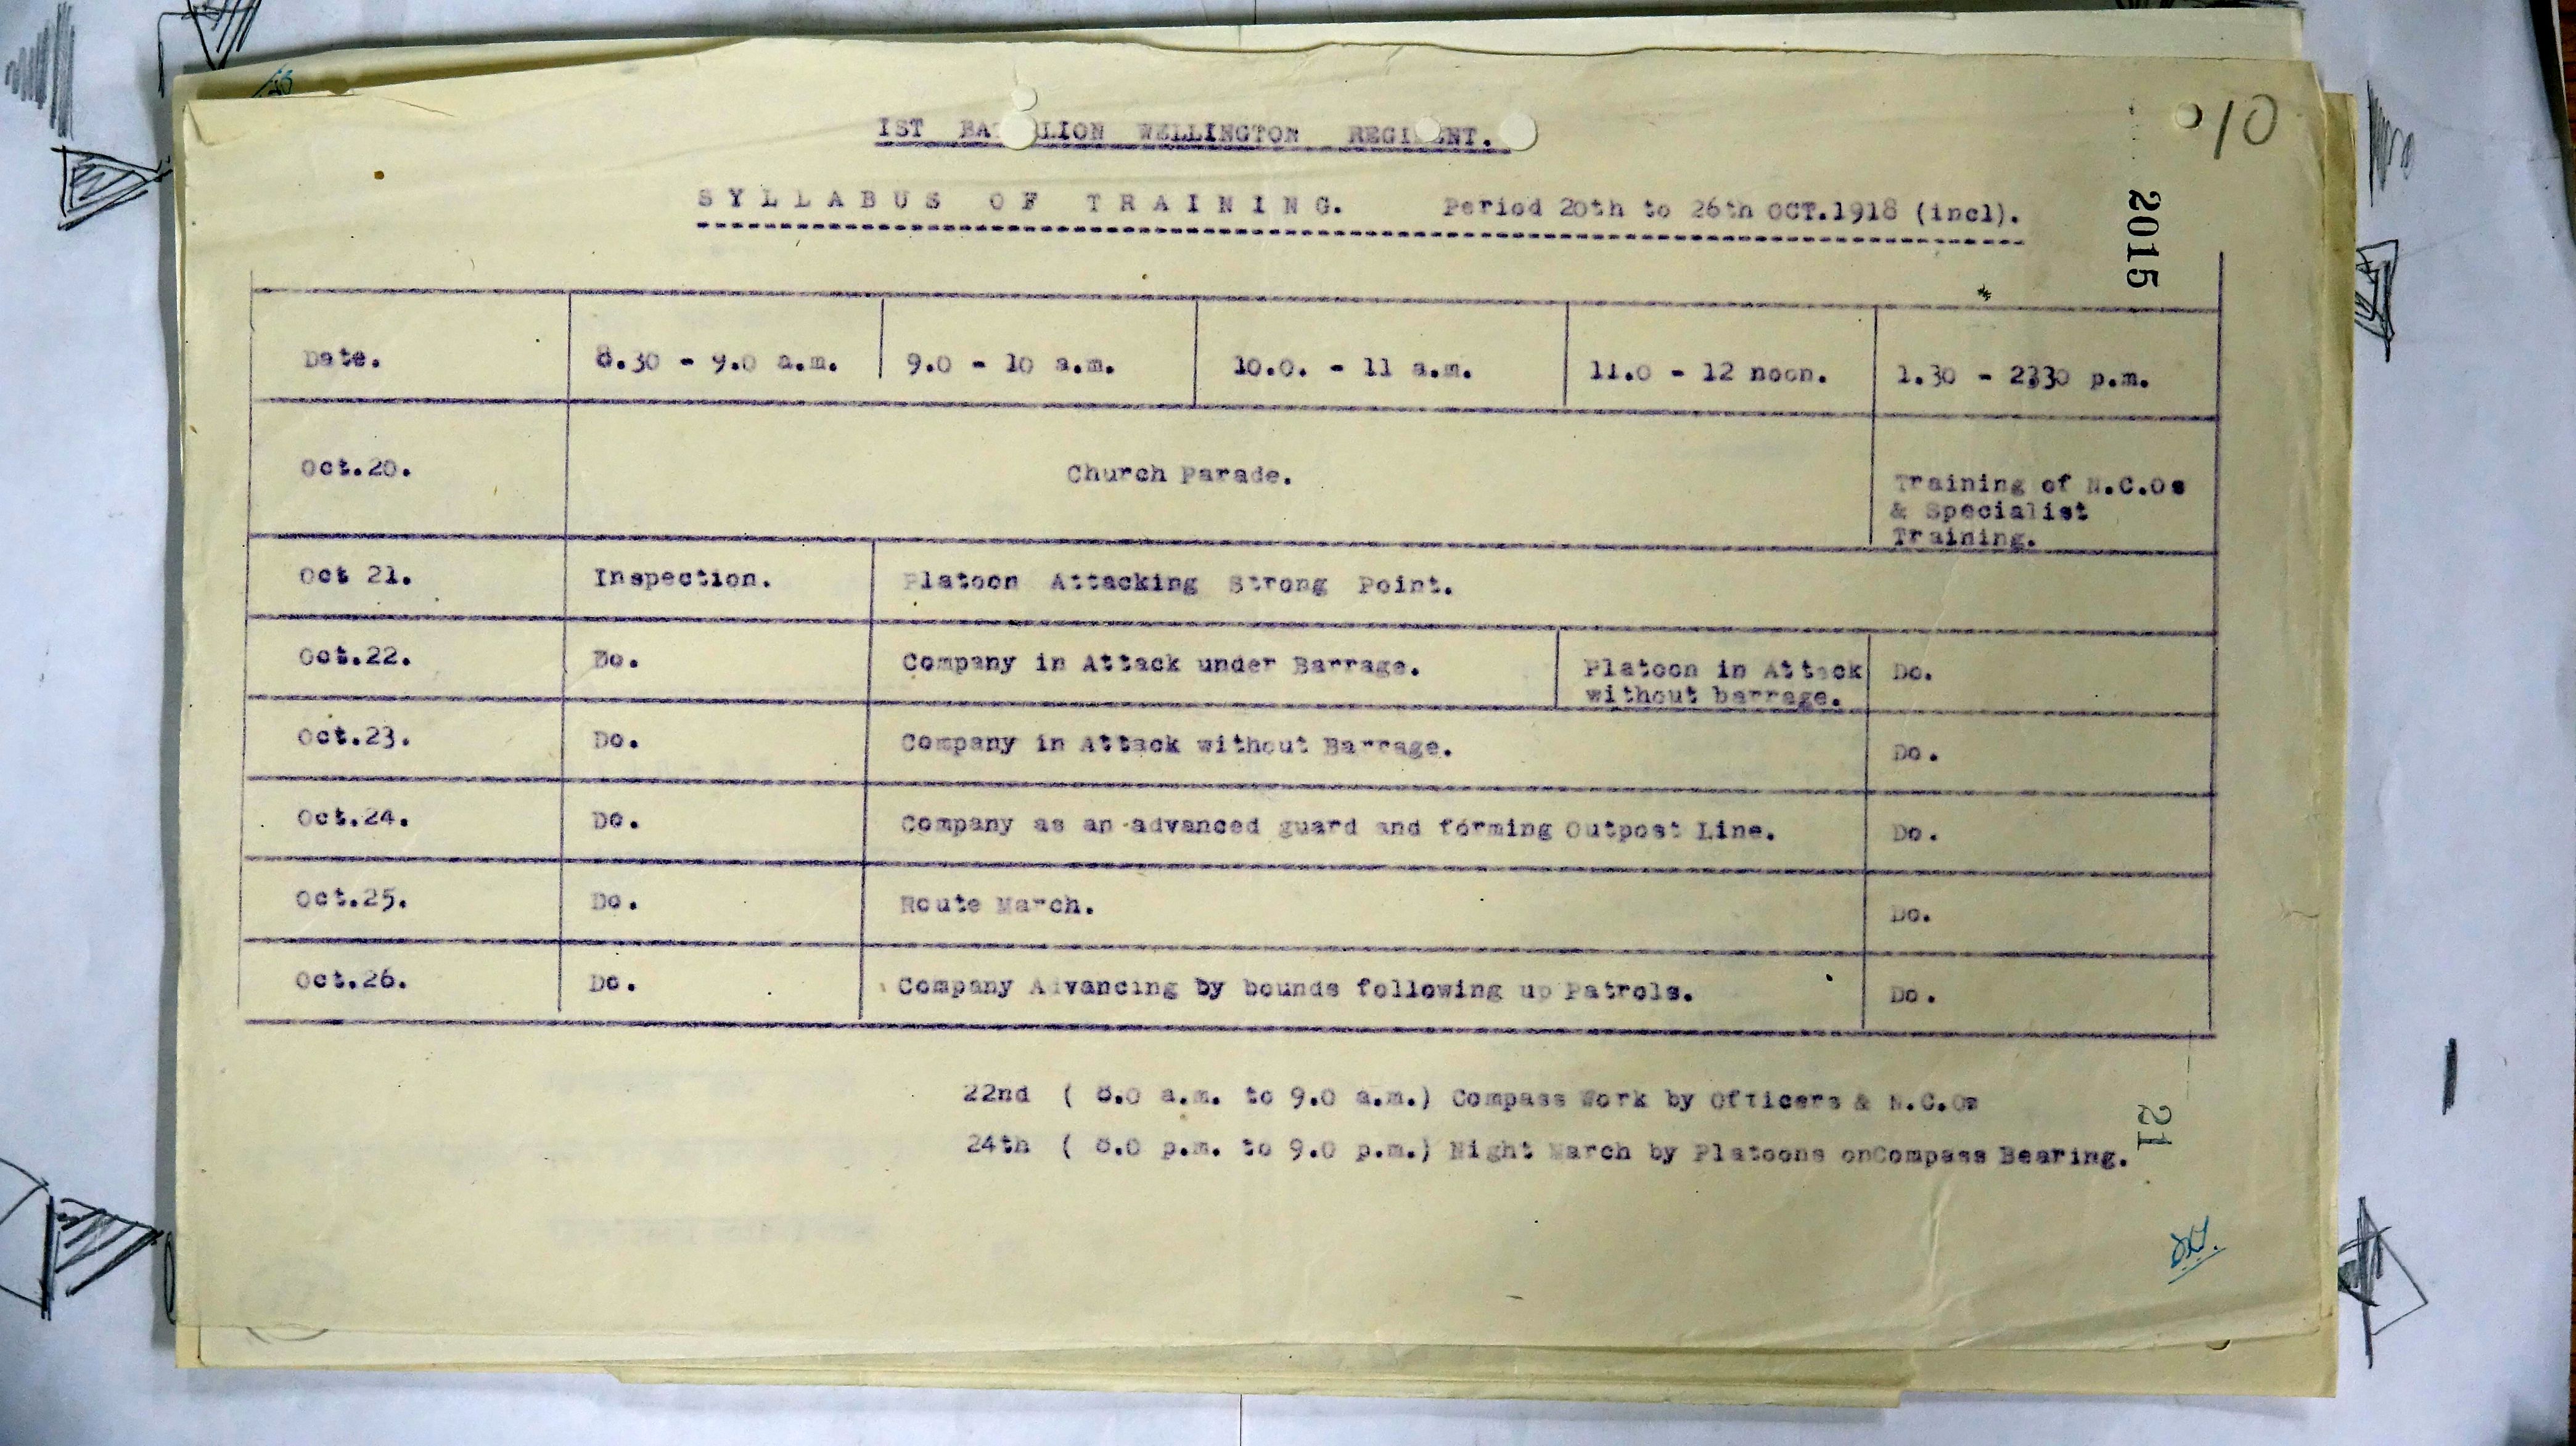 10
1ST BA LION WELLINGTON REGI ENT.
SYLLABUS OF TRAINING. Period 20th to 26th OCT.1918 (incl).
2015
*
Date. 8.30 - 9.0 a.m. 9.0 - 10 a.m. 10.0. - 11 a.m. 11.0 - 12 noon. 1.30 - 2330 p.m.
Oct.20. Church Parade. Training of N.C.Os
& Specialist
Training.
Oct 21. Inspection. Platoon Attacking Strong Point.
Oct.22. Do. Company in Attack under Barrage. Platoon in Attack Do.
without barrage.
Oct.23. Do. Company in Attack without Barrage. Do.
Oct.24. Do. Company as an advanced guard and forming Outpost Line. Do.
Oct.25. Do. Route March. Do.
Oct.26. Do. Company Advancing by bounds following up Patrols. Do.
22nd ( 8.0 a.m. to 9.0 a.m.) Compass Work by Officers & N.C.Os
24th ( 8.0 p.m. to 9.0 p.m.) Night March by Platoons onCompass Bearing.
21